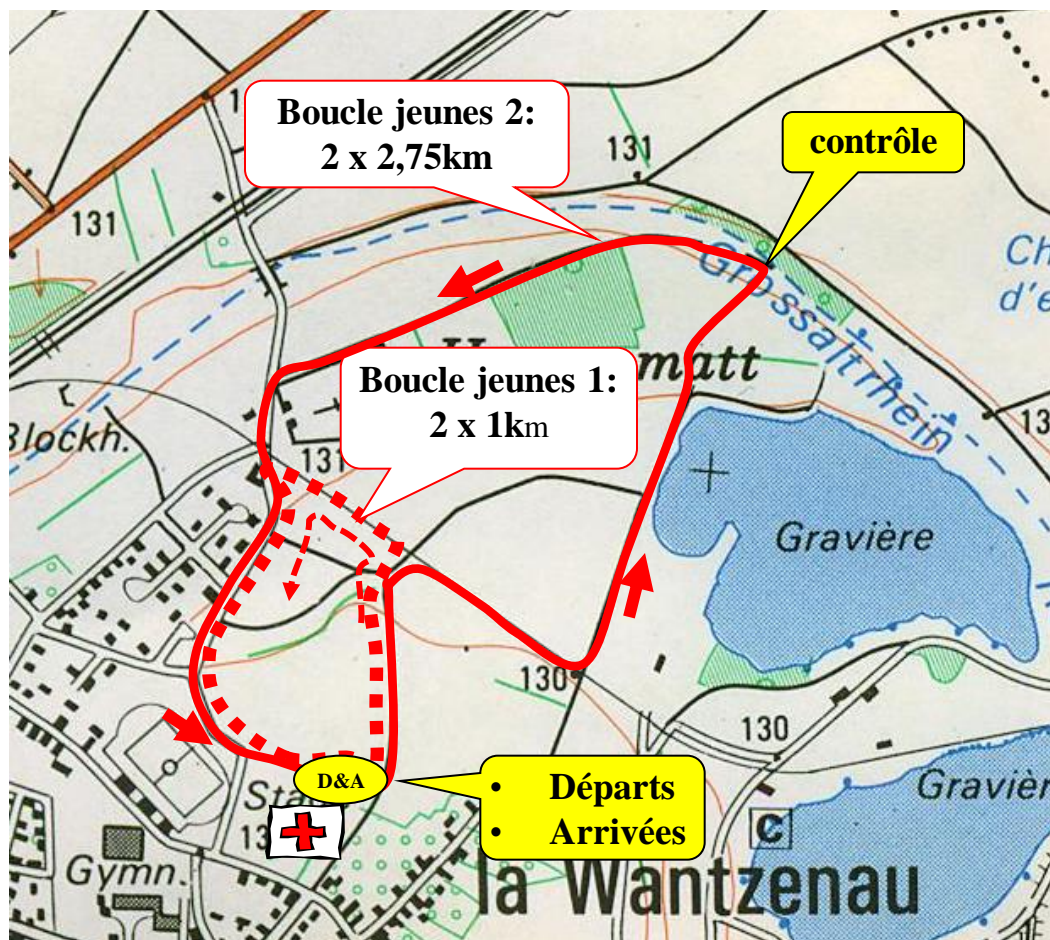 Boucle jeunes 2:
2 x 2,75km
contrôle
131
131
Grossaltrhein
Ch
d'e
matt
Boucle jeunes 1:
2 x 1km
Blockh.
r
131
13
Gravière
130
130
D&A
• Départs
• Arrivées
Gravièr
Gymn.
C
la Wantzenau